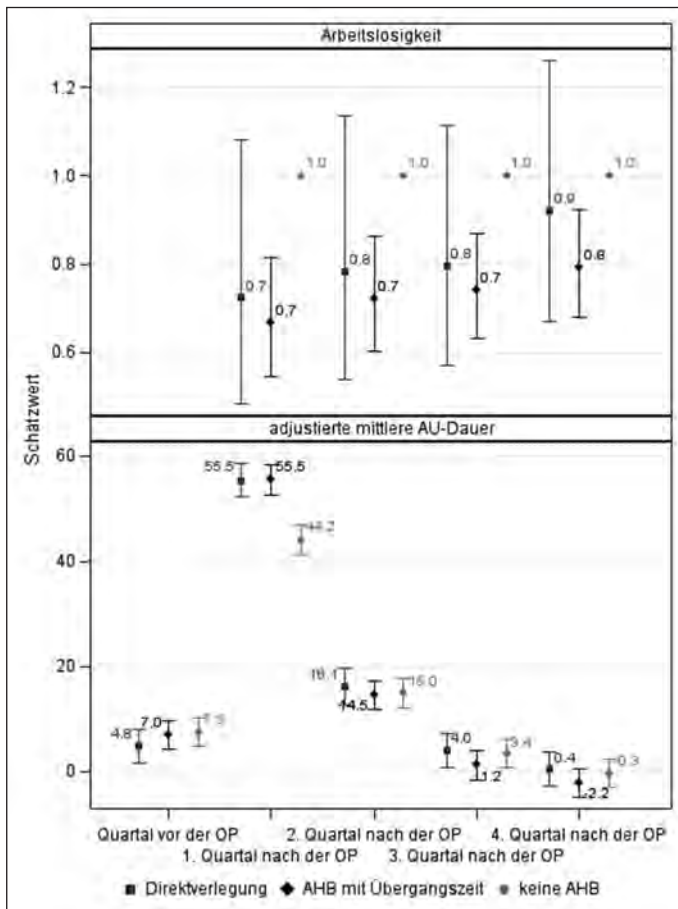 Arbeitslosigkeit
1.2
1.0
0.8
0.6
0.7
0.7
1.0
0.8
0.7
1.0
0.8
0.7
1.0
0.9
0.8
1.0
Schätzwert
adjustierte mittlere AU-Dauer
60
40
20
0
4.8
7.0
55.5
55.5
14.5
15.0
4.0
1.2
3.4
0.4
-2.2
Quartal vor der OP
2. Quartal nach der OP
4. Quartal nach der OP
1. Quartal nach der OP
3. Quartal nach der OP
Direktverlegung
AHB mit Übergangszeit
keine AHB